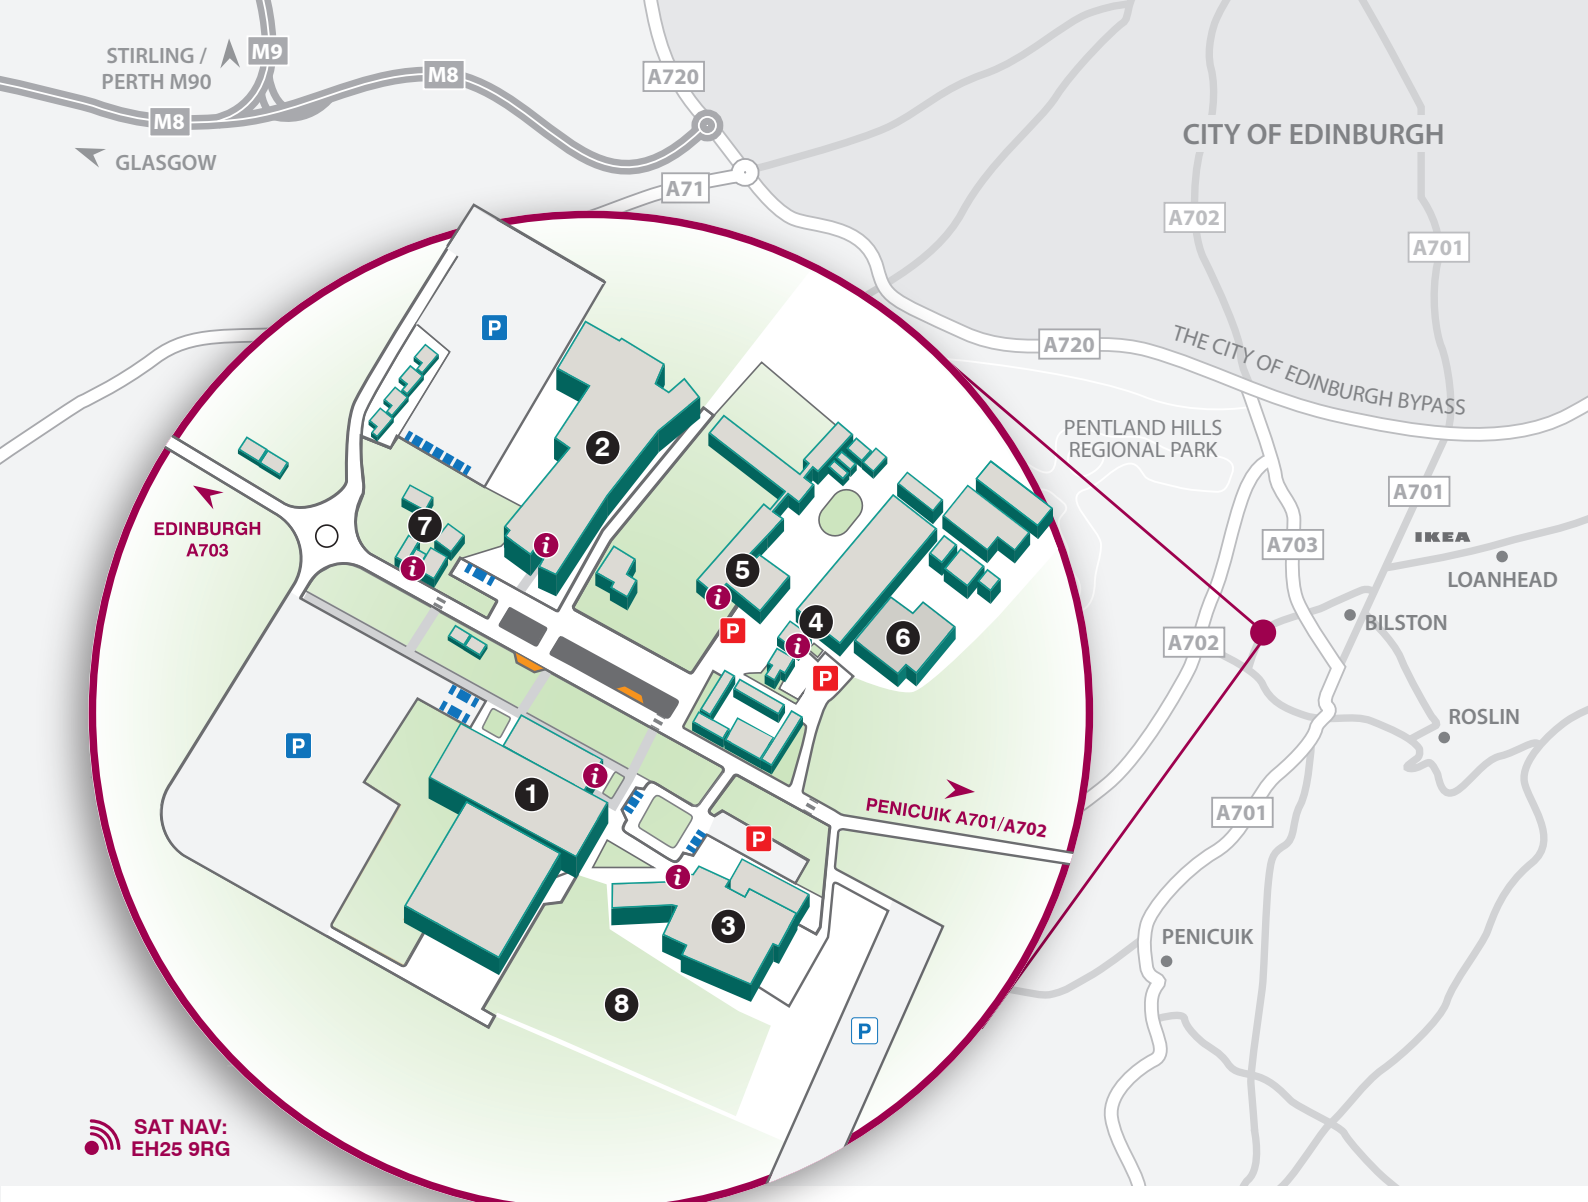 M9
STIRLING /
PERTH M90
M8
M8
GLASGOW
A720
A71
CITY OF EDINBURGH
A702
A701
A720
THE CITY OF EDINBURGH BYPASS
PENTLAND HILLS
REGIONAL PARK
A701
IKEA
A703
LOANHEAD
BILSTON
A702
ROSLIN
A701
PENICUIK
P
2
7
i
i
EDINBURGH
A703
5
i
P
4
i
6
P
P
1
i
PENICUIK A701/A702
P
i
3
8
P
SAT NAV:
EH25 9RG